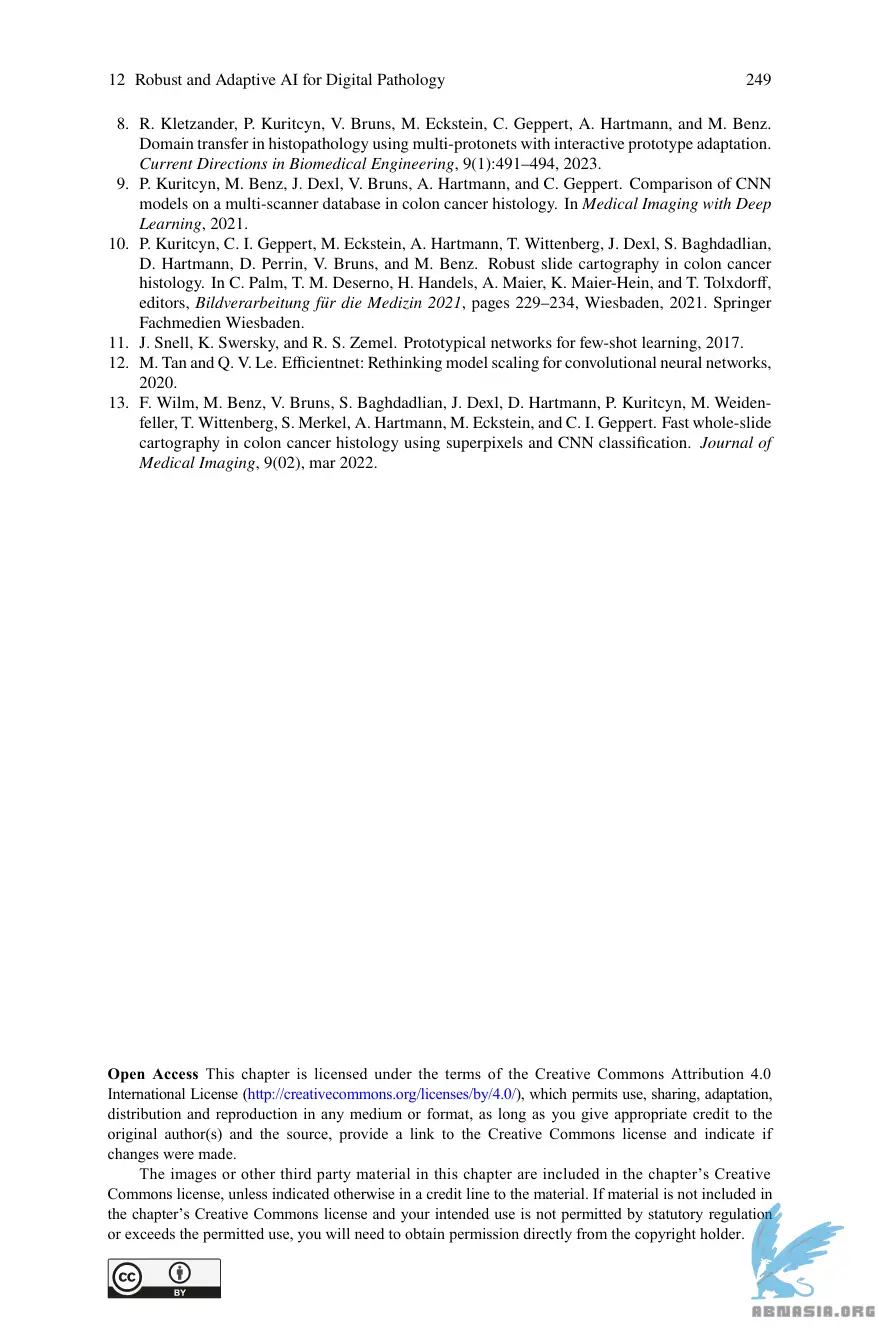 12 Robust and Adaptive AI for Digital Pathology 249
8. R. Kletzander, P. Kuritcyn, V. Bruns, M. Eckstein, C. Geppert, A. Hartmann, and M. Benz.
Domain transfer in histopathology using multi-protonets with interactive prototype adaptation.
Current Directions in Biomedical Engineering, 9(1):491–494, 2023.
9. P. Kuritcyn, M. Benz, J. Dexl, V. Bruns, A. Hartmann, and C. Geppert. Comparison of CNN
models on a multi-scanner database in colon cancer histology. In Medical Imaging with Deep
Learning, 2021.
10. P. Kuritcyn, C. I. Geppert, M. Eckstein, A. Hartmann, T. Wittenberg, J. Dexl, S. Baghdadlian,
D. Hartmann, D. Perrin, V. Bruns, and M. Benz. Robust slide cartography in colon cancer
histology. In C. Palm, T. M. Deserno, H. Handels, A. Maier, K. Maier-Hein, and T. Tolxdorff,
editors, Bildverarbeitung für die Medizin 2021, pages 229–234, Wiesbaden, 2021. Springer
Fachmedien Wiesbaden.
11. J. Snell, K. Swersky, and R. S. Zemel. Prototypical networks for few-shot learning, 2017.
12. M. Tan and Q. V. Le. Efficientnet: Rethinking model scaling for convolutional neural networks,
2020.
13. F. Wilm, M. Benz, V. Bruns, S. Baghdadlian, J. Dexl, D. Hartmann, P. Kuritcyn, M. Weiden-
feller, T. Wittenberg, S. Merkel, A. Hartmann, M. Eckstein, and C. I. Geppert. Fast whole-slide
cartography in colon cancer histology using superpixels and CNN classification. Journal of
Medical Imaging, 9(02), mar 2022.
Open Access This chapter is licensed under the terms of the Creative Commons Attribution 4.0
International License (http://creativecommons.org/licenses/by/4.0/), which permits use, sharing, adaptation,
distribution and reproduction in any medium or format, as long as you give appropriate credit to the
original author(s) and the source, provide a link to the Creative Commons license and indicate if
changes were made.
The images or other third party material in this chapter are included in the chapter’s Creative
Commons license, unless indicated otherwise in a credit line to the material. If material is not included in
the chapter’s Creative Commons license and your intended use is not permitted by statutory regulation
or exceeds the permitted use, you will need to obtain permission directly from the copyright holder.
cc
BY
ABNASIA.ORG